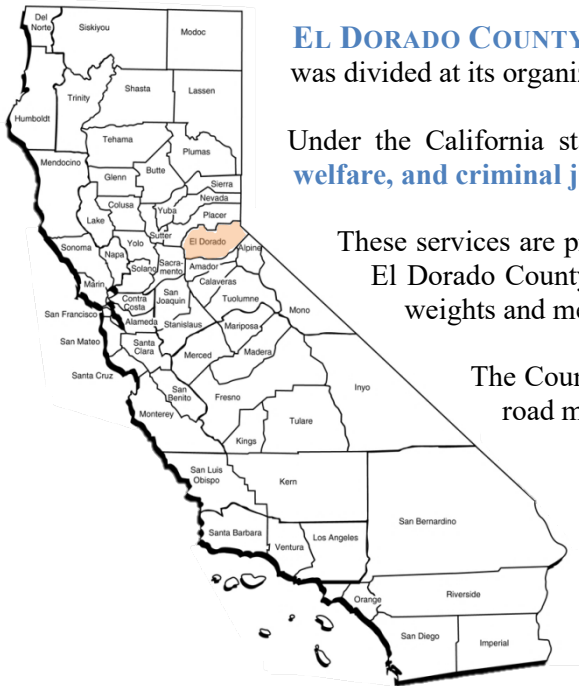 EL DORADO COUNTY
was divided at its organiz
Under the California sta
welfare, and criminal j
These services are p
El Dorado County
weights and me
The Coun
road m
Del
Norte
Siskiyou
Modoc
Humboldt
Trinity
Shasta
Lassen
Tehama
Plumas
Mendocino
Glenn
Butte
Sierra
Colusa
Yuba
Nevada
Placer
Lake
Sutter
El Dorado
Alpine
Sonoma
Napa
Yolo
Solano
Sacra-
mento
Amador
Calaveras
Marin
Contra
Costa
San
Joaquin
Tuolumne
Mono
San Francisco
Alameda
Stanislaus
Mariposa
San Mateo
Santa
Clara
Merced
Madera
Santa Cruz
San
Benito
Fresno
Inyo
Monterey
Tulare
Kings
San Luis
Obispo
Kern
San Bernardino
Santa Barbara
Ventura
Los Angeles
Orange
Riverside
San Diego
Imperial